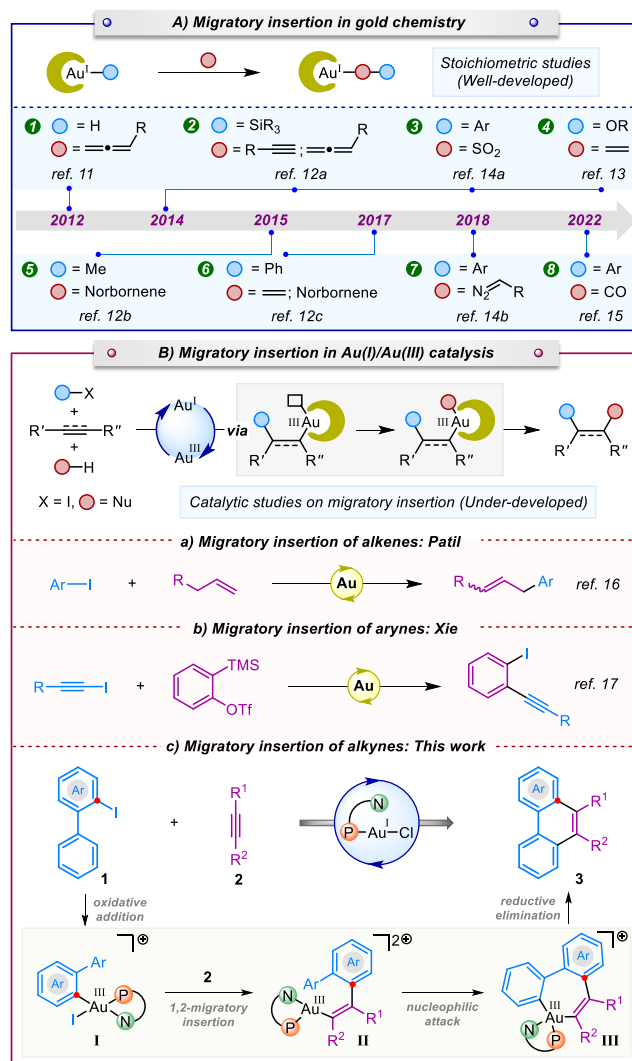 A) Migratory insertion in gold chemistry
Au^I
Au^I
Stoichiometric studies
(Well-developed)
1 = H
= R
ref. 11
2 = SiR3
= R ; R
ref. 12a
3 = Ar
= SO2
ref. 14a
4 = OR
=
ref. 13
2012 2014 2015 2017 2018 2022
5 = Me
= Norbornene
ref. 12b
6 = Ph
= ; Norbornene
ref. 12c
7 = Ar
= N2 R
ref. 14b
8 = Ar
= CO
ref. 15
B) Migratory insertion in Au(I)/Au(III) catalysis
X
+
R′ R″
+
H
X = I, = Nu
Au^I
Au^III
via
III Au
R′ R″
III Au
R′ R″
R′ R″
Catalytic studies on migratory insertion (Under-developed)
a) Migratory insertion of alkenes: Patil
Ar I + R Au R Ar ref. 16
b) Migratory insertion of arynes: Xie
R I + TMS OTf Au I R ref. 17
c) Migratory insertion of alkynes: This work
Ar I
1
+
R1
R2
2
N
P Au^I Cl
Ar R1
R2
3
oxidative
addition
reductive
elimination
⊕
Ar
Ar
III
Au
I
P
N
I
2
1,2-migratory
insertion
2⊕
Ar
Ar
N
III
Au
P
R1
R2
II
nucleophilic
attack
⊕
Ar
III
Au
N
P
R1
R2
III